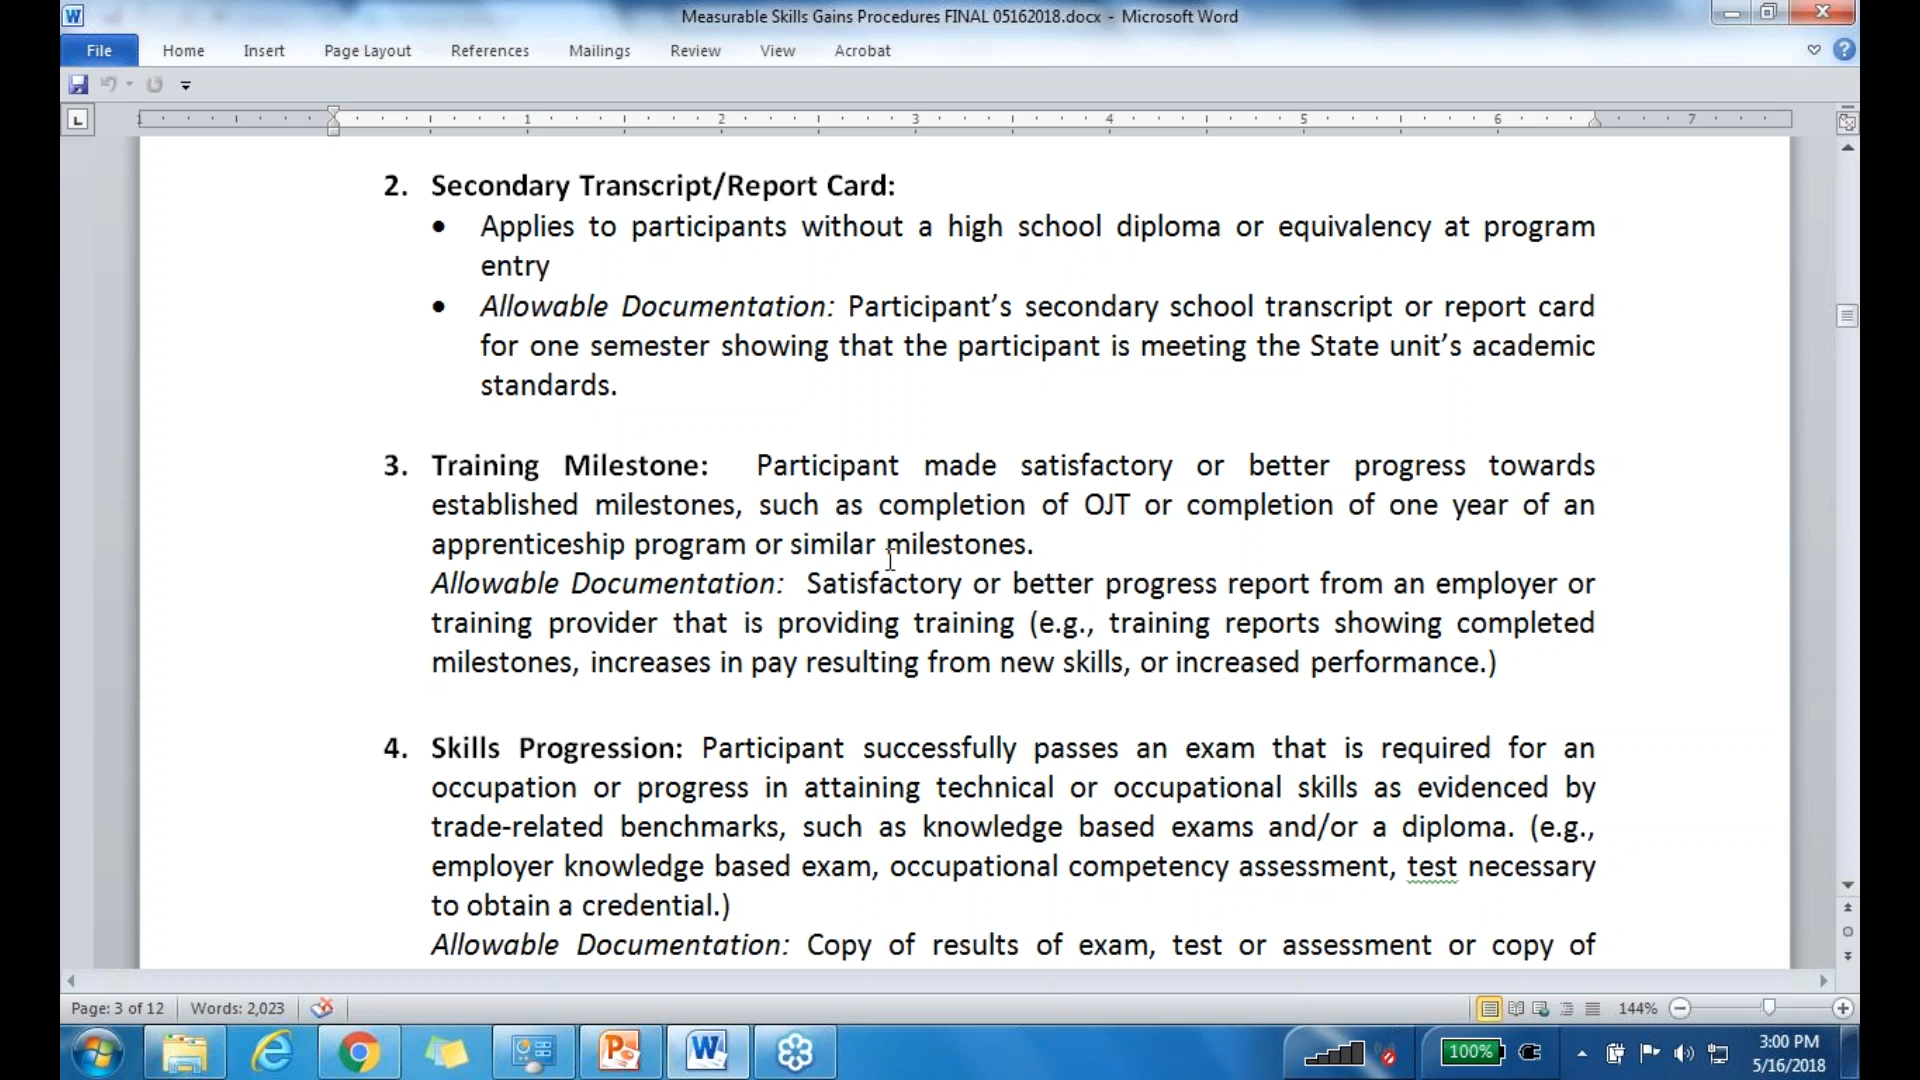 Measurable Skills Gains Procedures FINAL 05162018.docx - Microsoft Word
File Home Insert Page Layout References Mailings Review View Acrobat
1 1 2 3 4 5 6 7
2. Secondary Transcript/Report Card:
• Applies to participants without a high school diploma or equivalency at program
entry
• Allowable Documentation: Participant’s secondary school transcript or report card
for one semester showing that the participant is meeting the State unit’s academic
standards.
3. Training Milestone: Participant made satisfactory or better progress towards
established milestones, such as completion of OJT or completion of one year of an
apprenticeship program or similar milestones.
Allowable Documentation: Satisfactory or better progress report from an employer or
training provider that is providing training (e.g., training reports showing completed
milestones, increases in pay resulting from new skills, or increased performance.)
4. Skills Progression: Participant successfully passes an exam that is required for an
occupation or progress in attaining technical or occupational skills as evidenced by
trade-related benchmarks, such as knowledge based exams and/or a diploma. (e.g.,
employer knowledge based exam, occupational competency assessment, test necessary
to obtain a credential.)
Allowable Documentation: Copy of results of exam, test or assessment or copy of
Page: 3 of 12 Words: 2,023 144%
100% 3:00 PM
5/16/2018